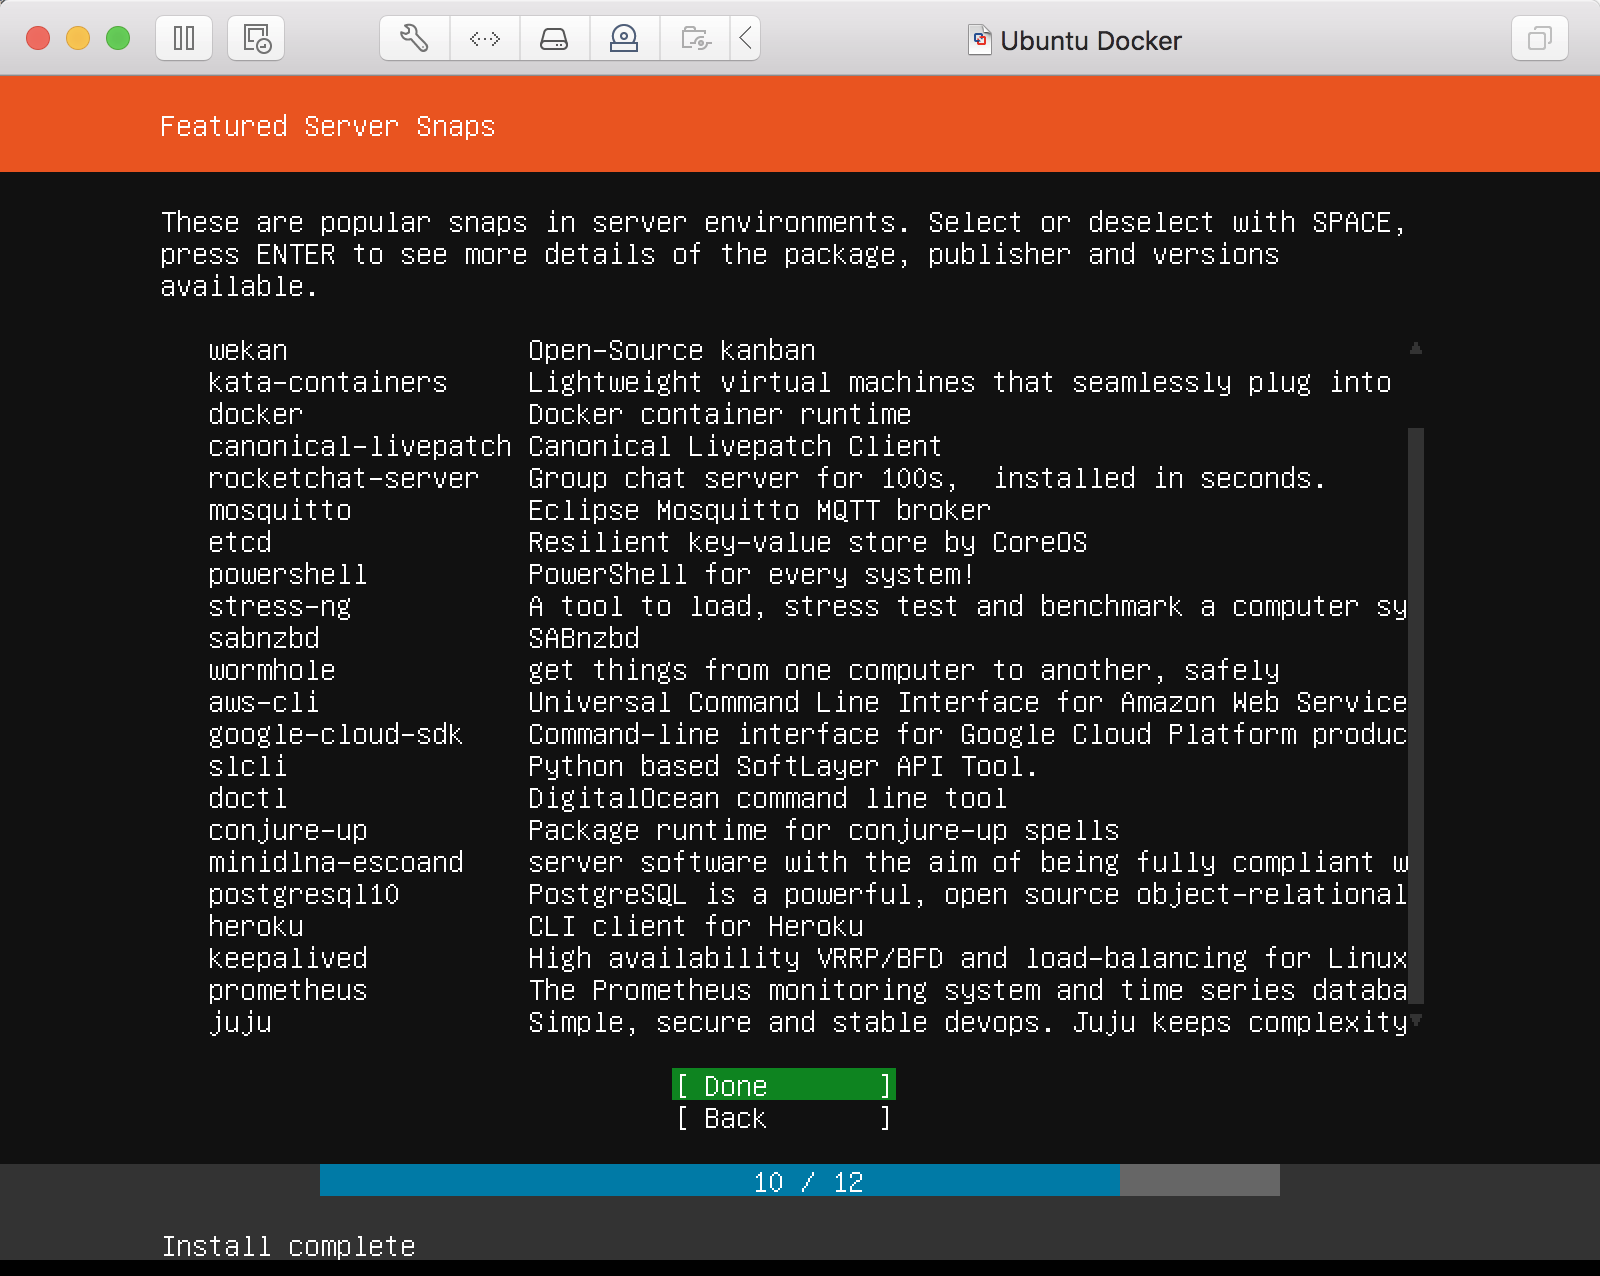 Ubuntu Docker
Featured Server Snaps
These are popular snaps in server environments. Select or deselect with SPACE,
press ENTER to see more details of the package, publisher and versions
available.
wekan Open-Source kanban
kata-containers Lightweight virtual machines that seamlessly plug into
docker Docker container runtime
canonical-livepatch Canonical Livepatch Client
rocketchat-server Group chat server for 100s,  installed in seconds.
mosquitto Eclipse Mosquitto MQTT broker
etcd Resilient key-value store by CoreOS
powershell PowerShell for every system!
stress-ng A tool to load, stress test and benchmark a computer sy
sabnzbd SABnzbd
wormhole get things from one computer to another, safely
aws-cli Universal Command Line Interface for Amazon Web Service
google-cloud-sdk Command-line interface for Google Cloud Platform produc
slcli Python based SoftLayer API Tool.
doctl DigitalOcean command line tool
conjure-up Package runtime for conjure-up spells
minidlna-escoand server software with the aim of being fully compliant w
postgresql10 PostgreSQL is a powerful, open source object-relational
heroku CLI client for Heroku
keepalived High availability VRRP/BFD and load-balancing for Linux
prometheus The Prometheus monitoring system and time series databa
juju Simple, secure and stable devops. Juju keeps complexity
[ Done ]
[ Back ]
10 / 12
Install complete